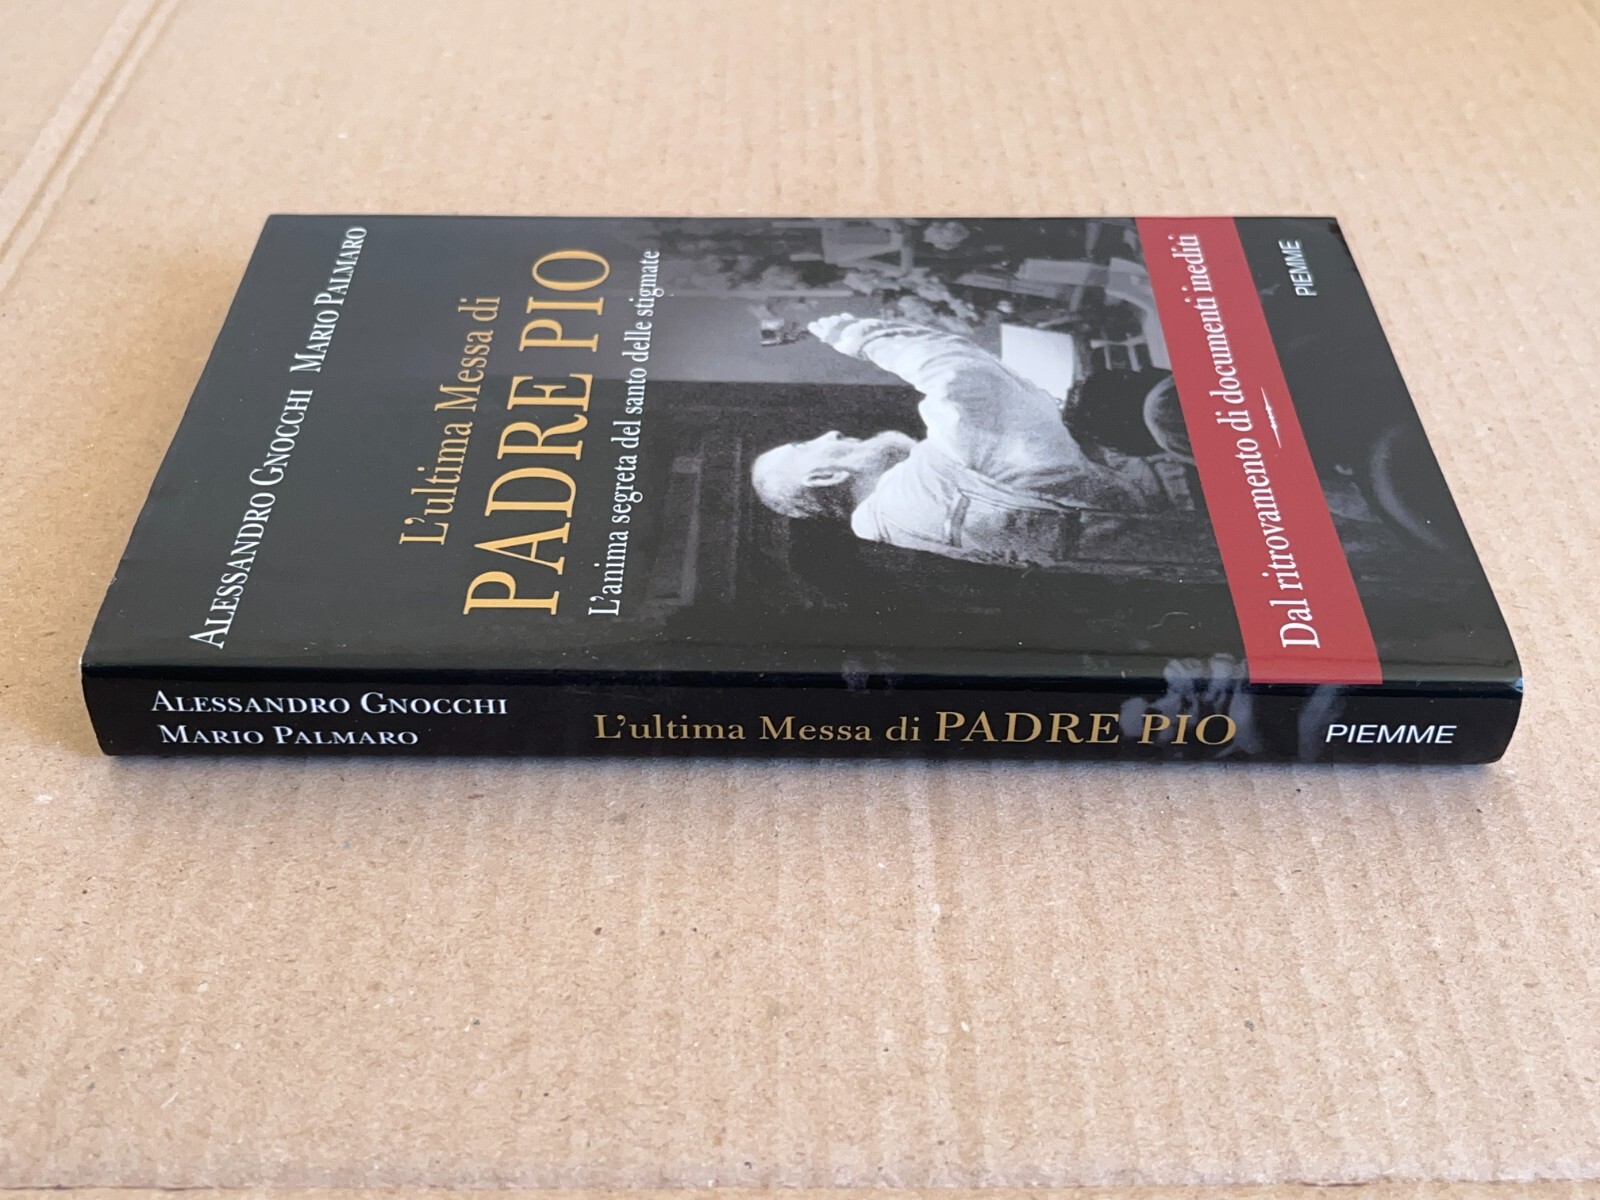 ALESSANDRO GNOCCHI MARIO PALMARO
L'ultima Messa di
PADRE PIO
L'anima segreta del santo delle stigmate
Dal ritrovamento di documenti inediti
PIEMME
ALESSANDRO GNOCCHI
MARIO PALMARO
L'ultima Messa di PADRE PIO
PIEMME